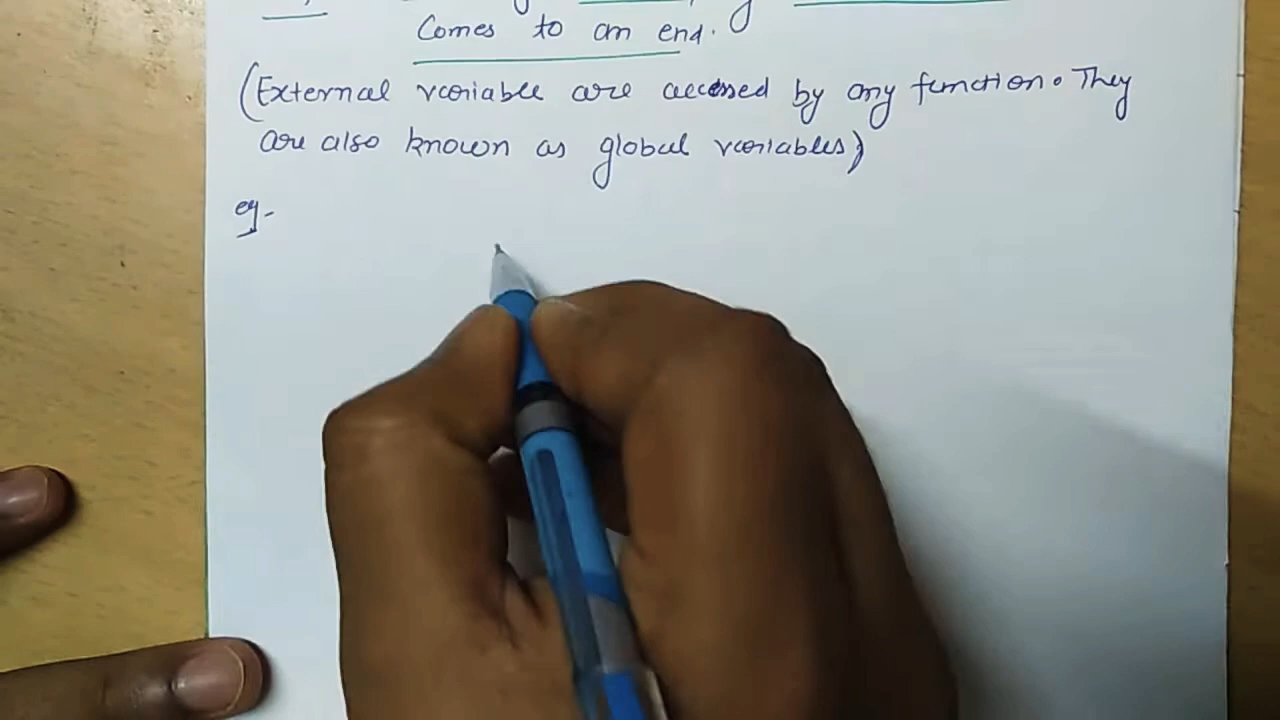 Comes to an end.
(External variable are accessed by any function. They
are also known as global variables)
eg-